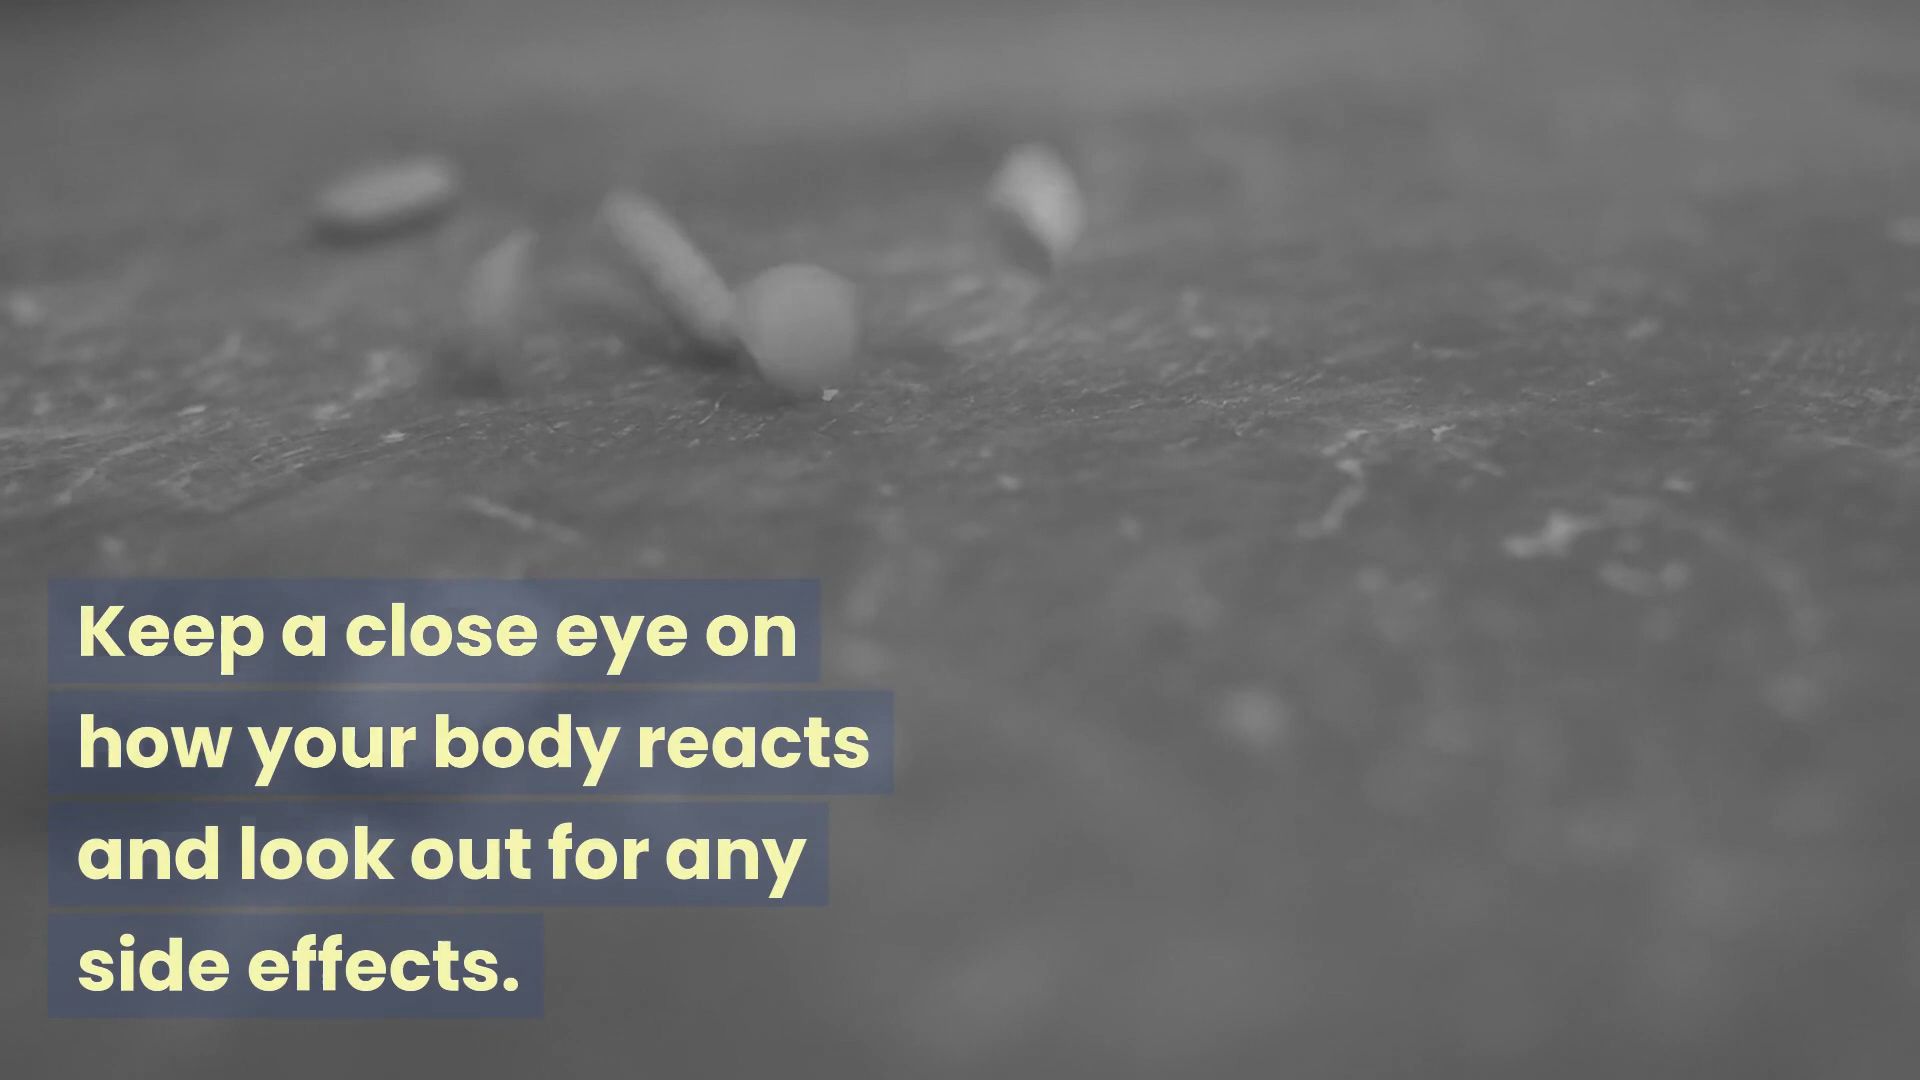 Keep a close eye on
how your body reacts
and look out for any
side effects.